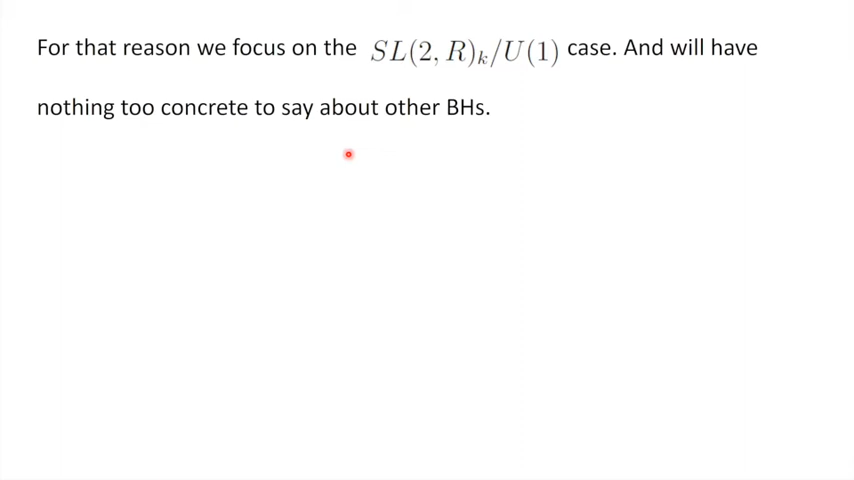 For that reason we focus on the $SL(2,R)_k/U(1)$ case. And will have
nothing too concrete to say about other BHs.